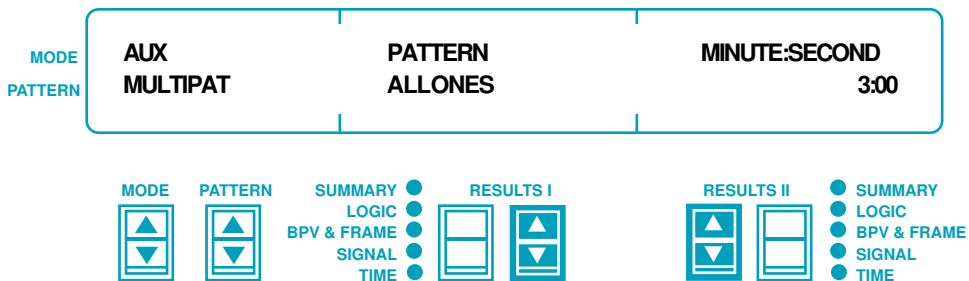 MODE AUX PATTERN MINUTE:SECOND
PATTERN MULTIPAT ALLONES 3:00
MODE PATTERN SUMMARY RESULTS I RESULTS II SUMMARY
LOGIC LOGIC
BPV & FRAME BPV & FRAME
SIGNAL SIGNAL
TIME TIME